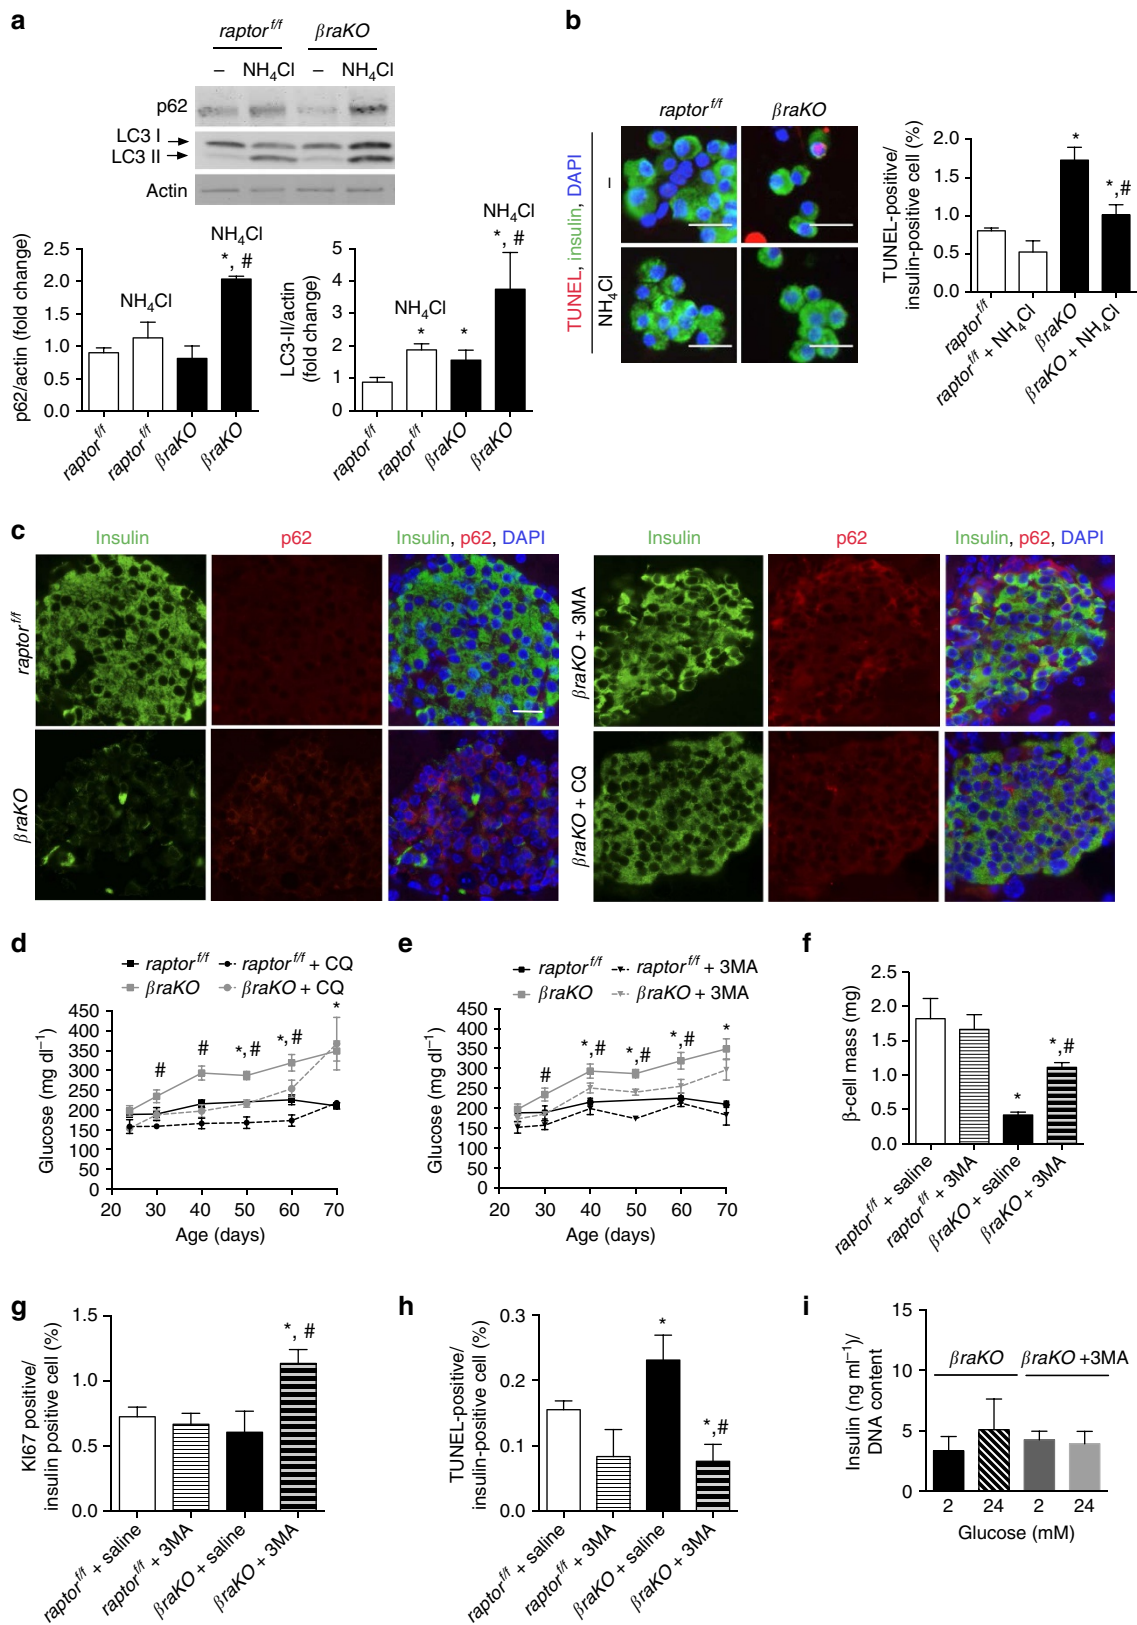 a
raptor f/f βraKO
– NH4Cl – NH4Cl
p62
LC3 I
LC3 II
Actin
p62/actin (fold change)
2.5
2.0
1.5
1.0
0.5
0.0
NH4Cl
NH4Cl
*, #
raptor f/f
raptor f/f
βraKO
βraKO
LC3-II/actin
(fold change)
5
4
3
2
1
0
NH4Cl
*
*
NH4Cl
*, #
raptor f/f
raptor f/f
βraKO
βraKO
b
raptor f/f βraKO
TUNEL, insulin, DAPI
–
NH4Cl
TUNEL-positive/
insulin-positive cell (%)
2.0
1.5
1.0
0.5
0.0
*
*,#
raptor f/f
raptor f/f + NH4Cl
βraKO
βraKO + NH4Cl
c
Insulin p62 Insulin, p62, DAPI Insulin p62 Insulin, p62, DAPI
raptor f/f
βraKO
βraKO + 3MA
βraKO + CQ
d
raptor f/f raptor f/f + CQ
βraKO βraKO + CQ
Glucose (mg dl–1)
450
400
350
300
250
200
150
100
50
0
# # *,# *,# *
20 30 40 50 60 70
Age (days)
e
raptor f/f raptor f/f + 3MA
βraKO βraKO + 3MA
Glucose (mg dl–1)
450
400
350
300
250
200
150
100
50
0
# *,# *,# *,# *
20 30 40 50 60 70
Age (days)
f
β-cell mass (mg)
2.5
2.0
1.5
1.0
0.5
0.0
*
*,#
raptor f/f + saline
raptor f/f + 3MA
βraKO + saline
βraKO + 3MA
g
KI67 positive/
insulin positive cell (%)
1.5
1.0
0.5
0.0
*, #
raptor f/f + saline
raptor f/f + 3MA
βraKO + saline
βraKO + 3MA
h
TUNEL-positive/
insulin-positive cell (%)
0.3
0.2
0.1
0.0
*
*,#
raptor f/f + saline
raptor f/f + 3MA
βraKO + saline
βraKO + 3MA
i
Insulin (ng ml–1)/
DNA content
15
10
5
0
βraKO βraKO +3MA
2 24 2 24
Glucose (mM)